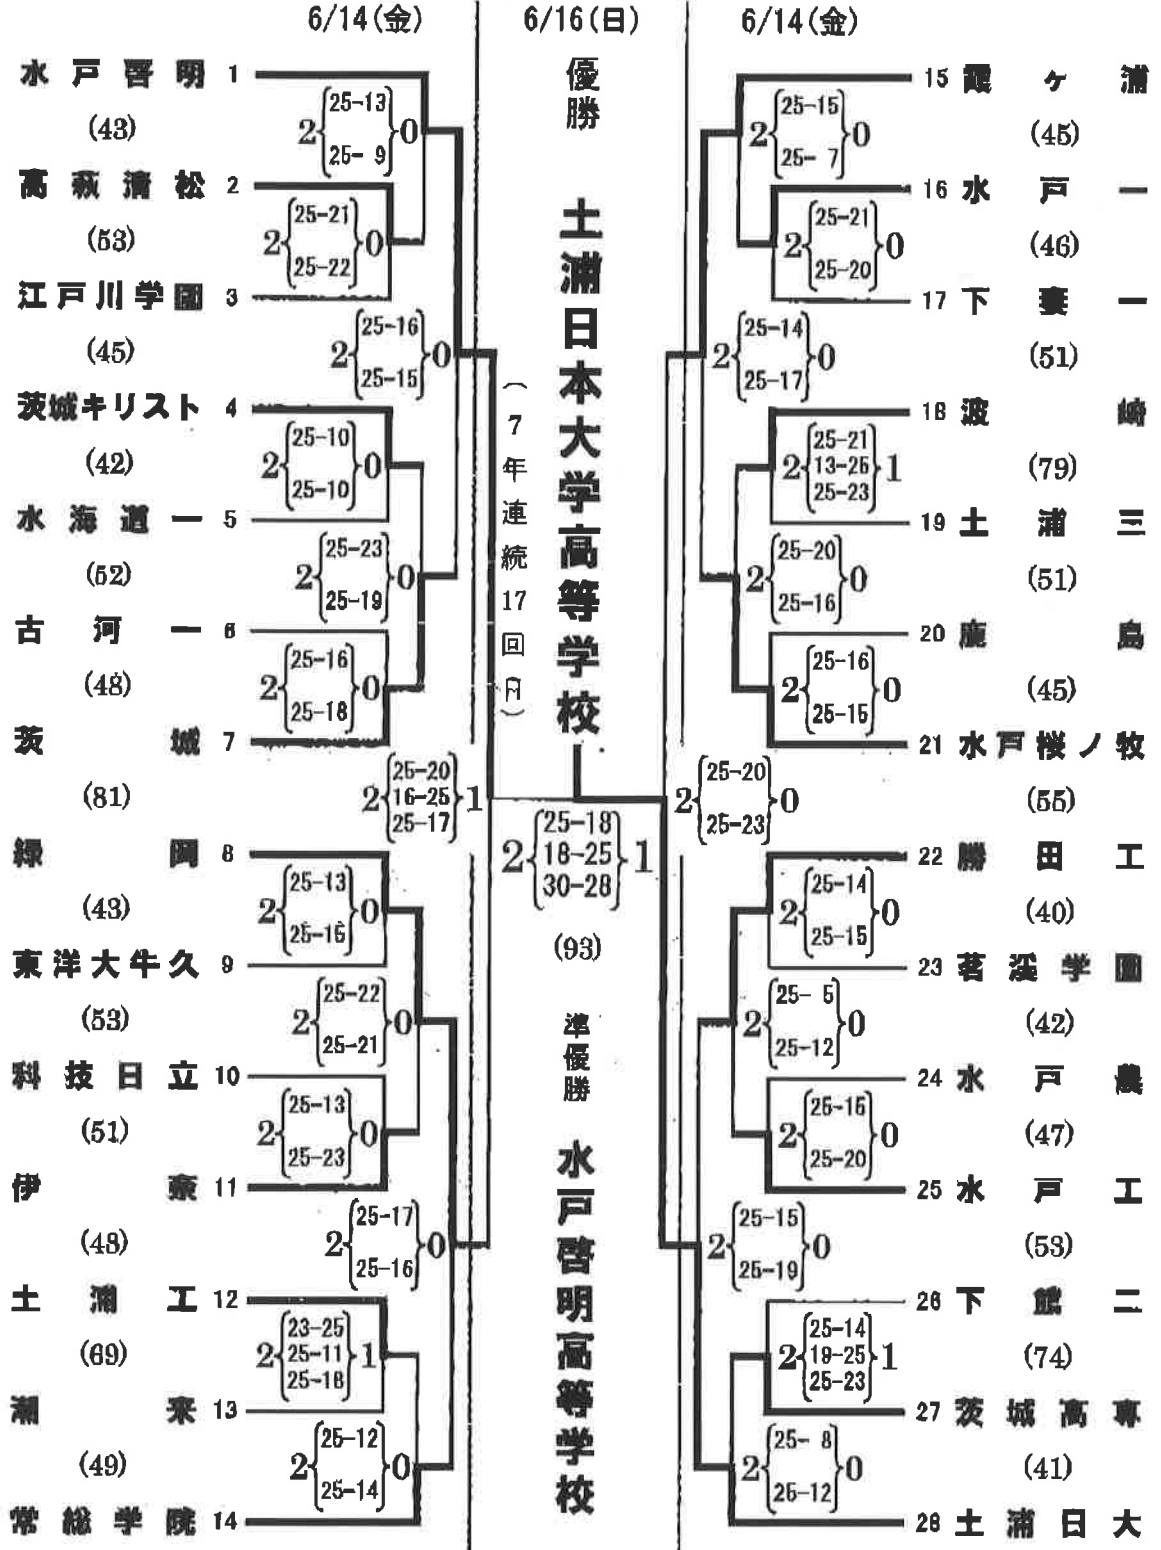 6/14(金)
6/16(日)
6/14(金)
水戸啓明 1
(43)
2 25-13 25-9 0
高萩清松 2
(53)
2 25-21 25-22 0
江戸川学園 3
(45)
2 25-16 25-15 0
茨城キリスト 4
(42)
2 25-10 25-10 0
水海道一 5
(52)
2 25-23 25-19 0
古河一 6
(48)
2 25-16 25-18 0
茨城 7
(81)
2 25-20 16-25 25-17 1
緑岡 8
(43)
2 25-13 25-15 0
東洋大牛久 9
(53)
2 25-22 25-21 0
科技日立 10
(51)
2 25-13 25-23 0
伊奈 11
(48)
2 25-17 25-16 0
土浦工 12
(69)
2 23-25 25-11 25-18 1
潮来 13
(49)
2 25-12 25-14 0
常総学院 14
優勝 土浦日本大学高等学校
(7年連続17回目)
2 25-18 18-25 30-28 1
(93)
準優勝 水戸啓明高等学校
15 霞ヶ浦
(45)
2 25-15 25-7 0
16 水戸一
(46)
2 25-21 25-20 0
17 下妻一
(51)
2 25-14 25-17 0
18 波崎
(79)
2 25-21 13-25 25-23 1
19 土浦三
(51)
2 25-20 25-16 0
20 鹿島
(45)
2 25-16 25-15 0
21 水戸桜ノ牧
(55)
2 25-20 25-23 0
22 勝田工
(40)
2 25-14 25-15 0
23 茗渓学園
(42)
2 25-5 25-12 0
24 水戸農
(47)
2 25-16 25-20 0
25 水戸工
(53)
2 25-15 25-19 0
26 下館二
(74)
2 25-14 19-25 25-23 1
27 茨城高専
(41)
2 25-8 25-12 0
28 土浦日大